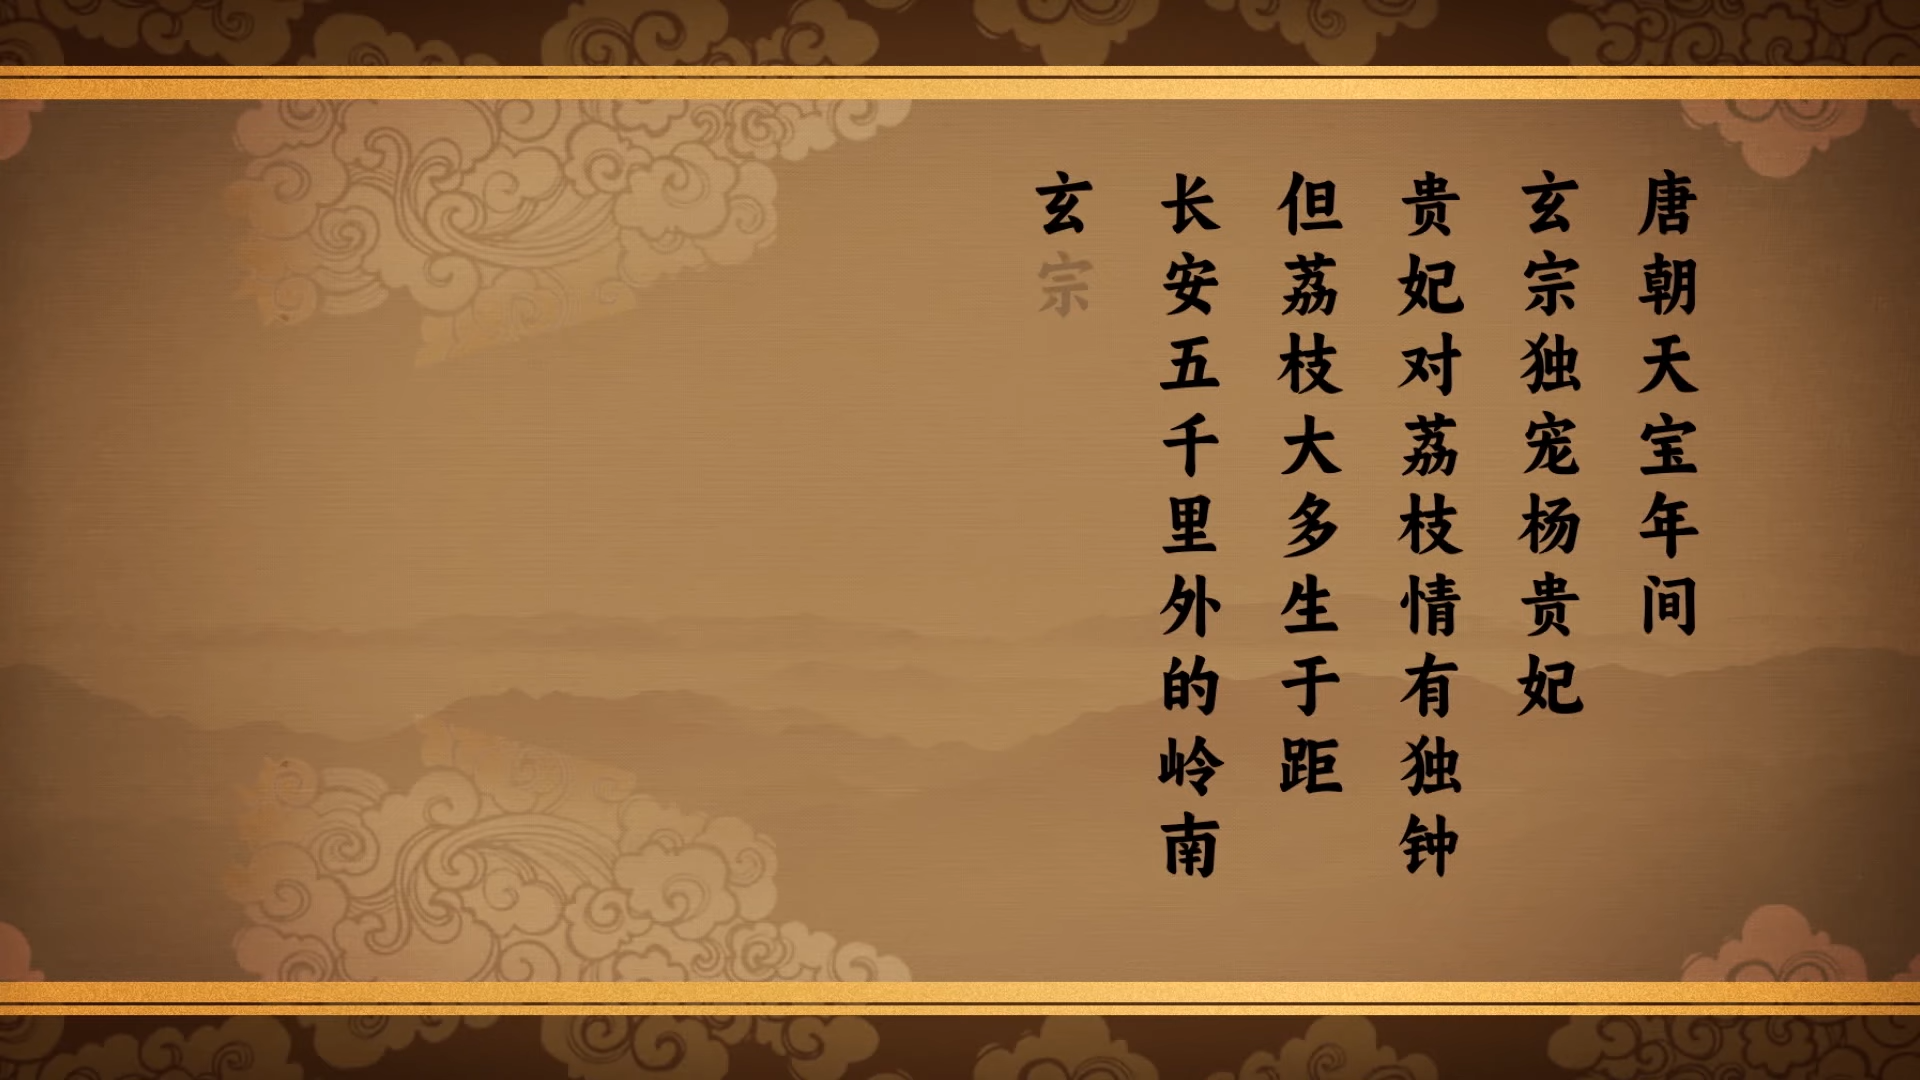 唐朝天宝年间
玄宗独宠杨贵妃
贵妃对荔枝情有独钟
但荔枝大多生于距
长安五千里外的岭南
玄宗